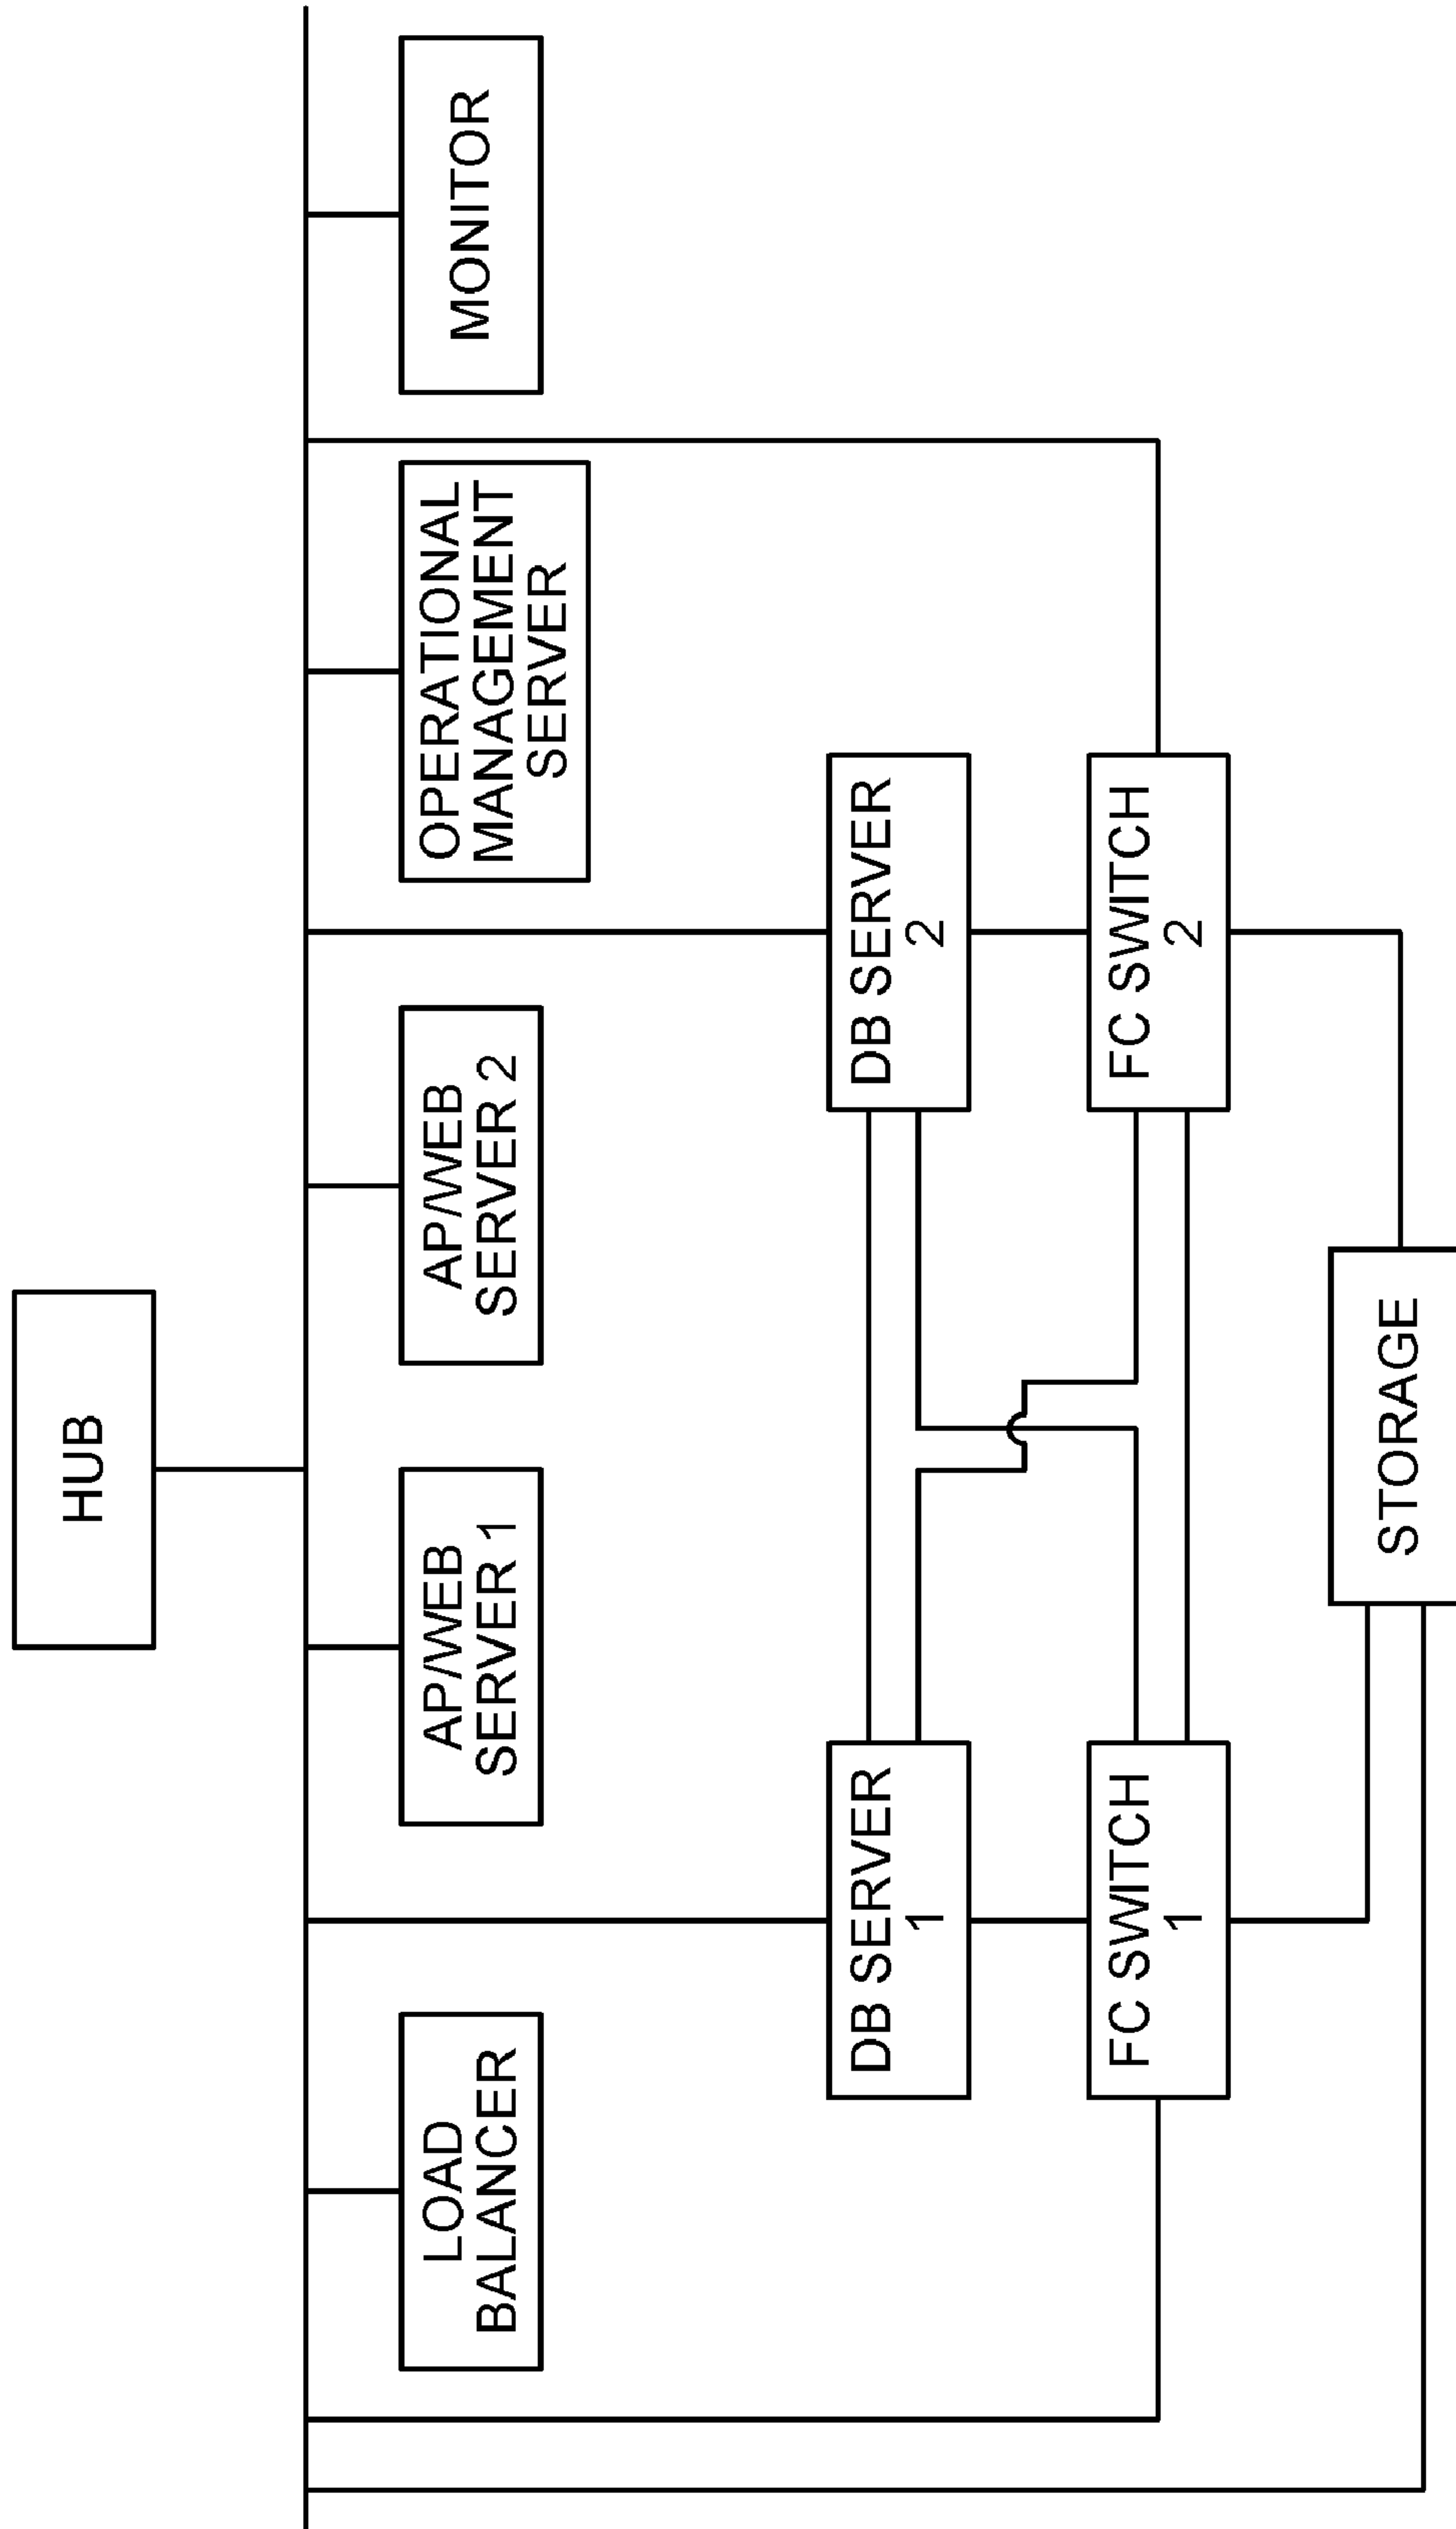 HUB
LOAD
BALANCER
AP/WEB
SERVER 1
AP/WEB
SERVER 2
OPERATIONAL
MANAGEMENT
SERVER
MONITOR
DB SERVER
1
DB SERVER
2
FC SWITCH
1
FC SWITCH
2
STORAGE